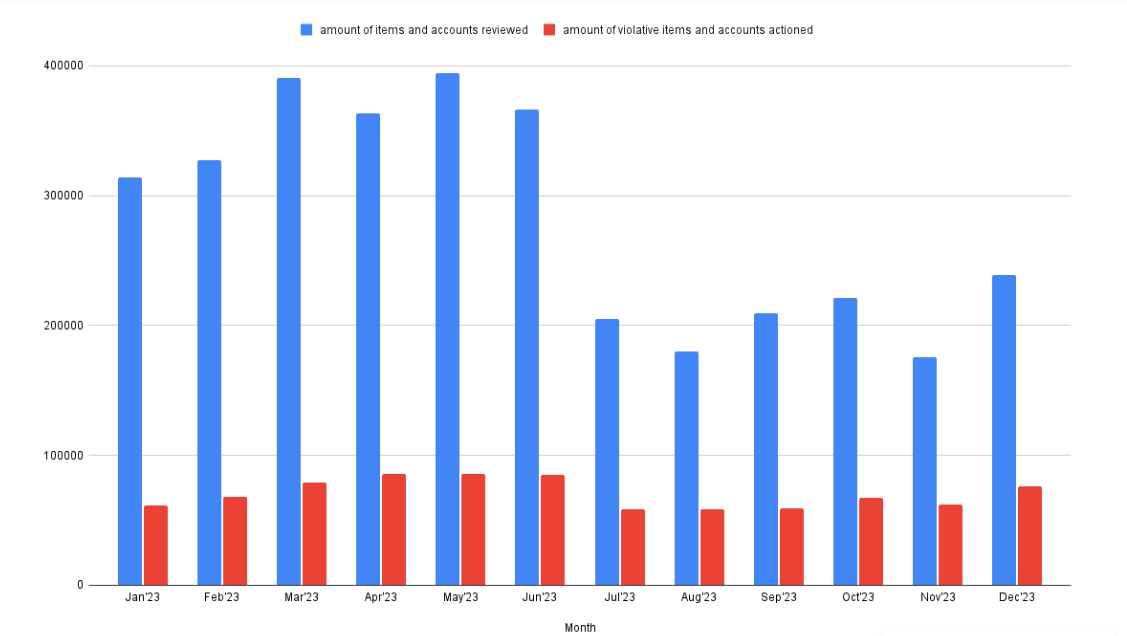 amount of items and accounts reviewed amount of violative items and accounts actioned
400000
300000
200000
100000
0
Jan'23 Feb'23 Mar'23 Apr'23 May'23 Jun'23 Jul'23 Aug'23 Sep'23 Oct'23 Nov'23 Dec'23
Month